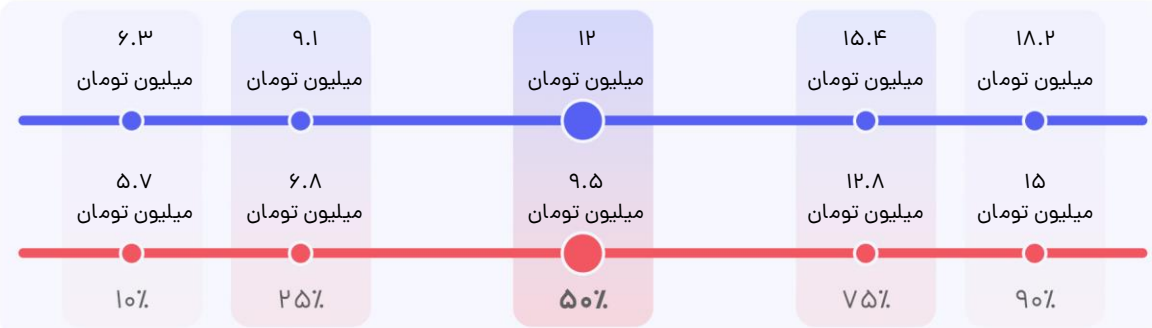 ۶.۳
میلیون تومان
۹.۱
میلیون تومان
۱۲
میلیون تومان
۱۵.۴
میلیون تومان
۱۸.۲
میلیون تومان
۵.۷
میلیون تومان
۶.۸
میلیون تومان
۹.۵
میلیون تومان
۱۲.۸
میلیون تومان
۱۵
میلیون تومان
۱۰٪
۲۵٪
۵۰٪
۷۵٪
۹۰٪